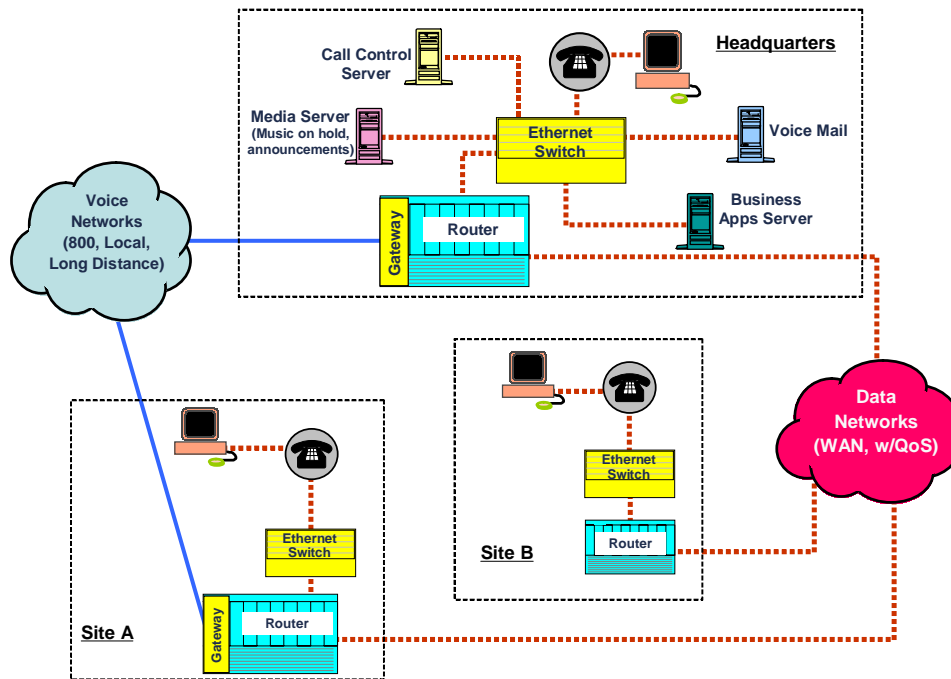 Headquarters
Call Control
Server
Media Server
(Music on hold,
announcements)
Ethernet
Switch
Voice Mail
Business
Apps Server
Voice
Networks
(800, Local,
Long Distance)
Gateway
Router
Data
Networks
(WAN, w/QoS)
Ethernet
Switch
Router
Site B
Ethernet
Switch
Gateway
Router
Site A